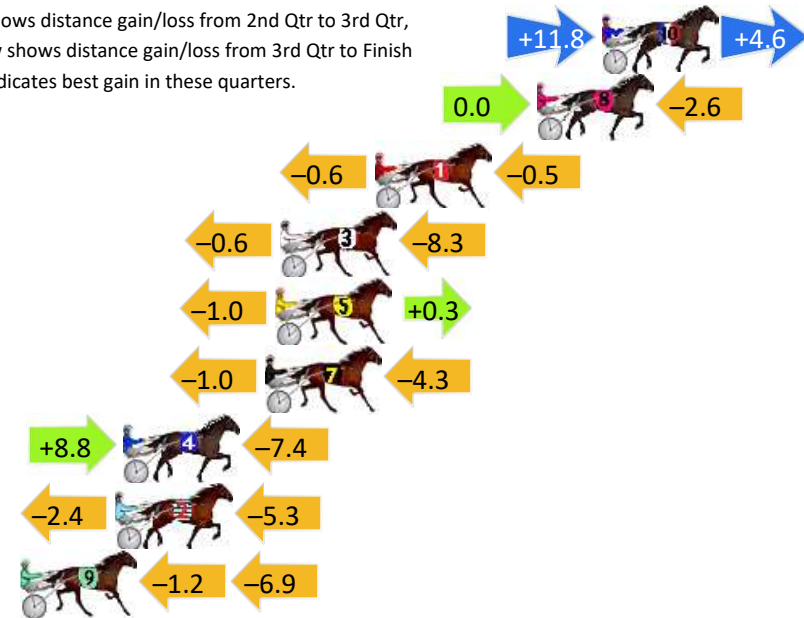 ows distance gain/loss from 2nd Qtr to 3rd Qtr,
shows distance gain/loss from 3rd Qtr to Finish
dicates best gain in these quarters.
+11.8 10 +4.6
0.0 8 –2.6
–0.6 1 –0.5
–0.6 3 –8.3
–1.0 5 +0.3
–1.0 7 –4.3
+8.8 4 –7.4
–2.4 2 –5.3
9 –1.2 –6.9